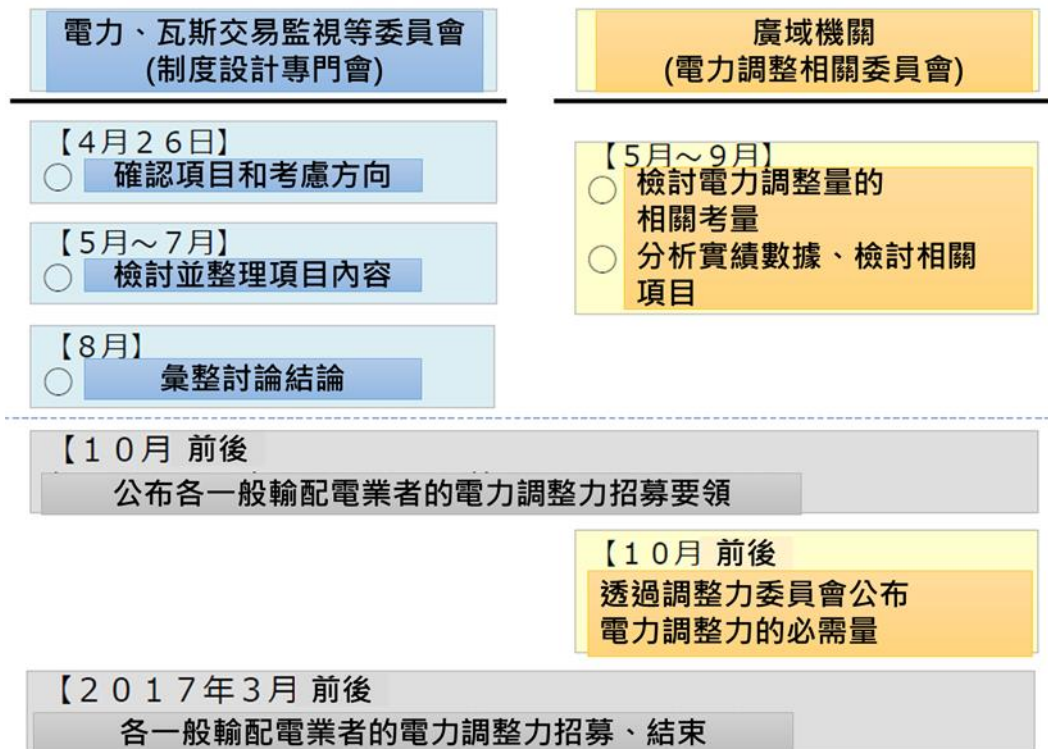 電力、瓦斯交易監視等委員會
(制度設計專門會)
廣域機關
(電力調整相關委員會)
【4月２６日】
○ 確認項目和考慮方向
【5月～７月】
○ 檢討並整理項目內容
【8月】
○ 彙整討論結論
【5月～９月】
○ 檢討電力調整量的
相關考量
○ 分析實績數據、檢討相關
項目
【１０月 前後
公布各一般輸配電業者的電力調整力招募要領
【１０月 前後
透過調整力委員會公布
電力調整力的必需量
【２０１７年３月 前後
各一般輸配電業者的電力調整力招募、結束